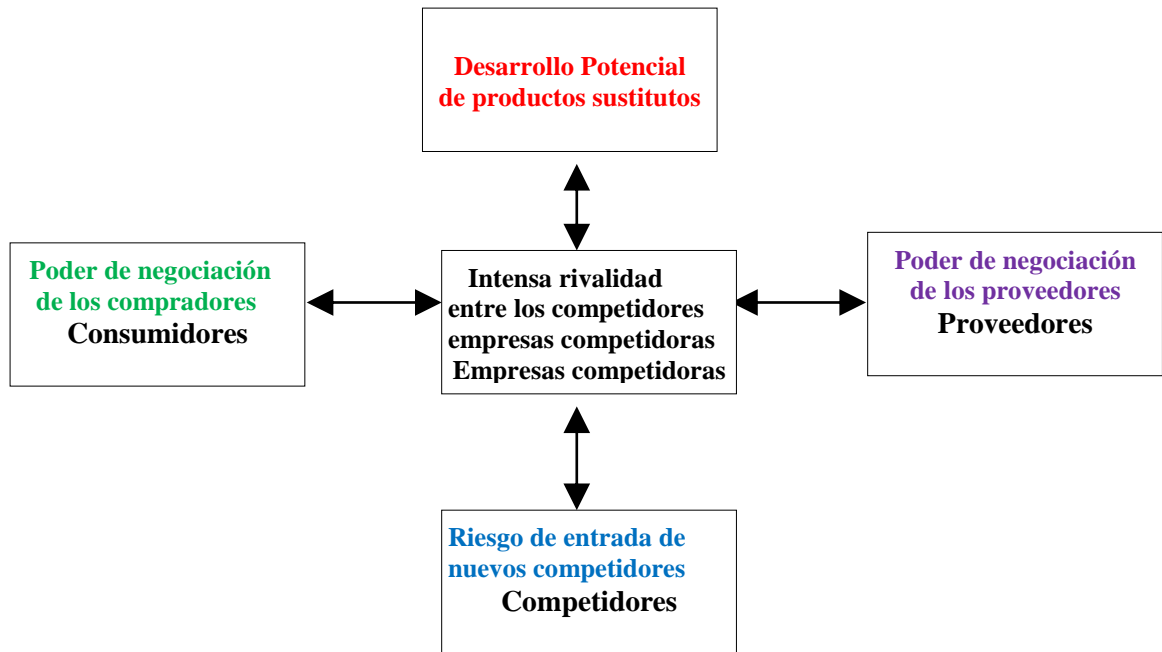 Desarrollo Potencial
de productos sustitutos
Poder de negociación
de los compradores
Consumidores
Intensa rivalidad
entre los competidores
empresas competidoras
Empresas competidoras
Poder de negociación
de los proveedores
Proveedores
Riesgo de entrada de
nuevos competidores
Competidores